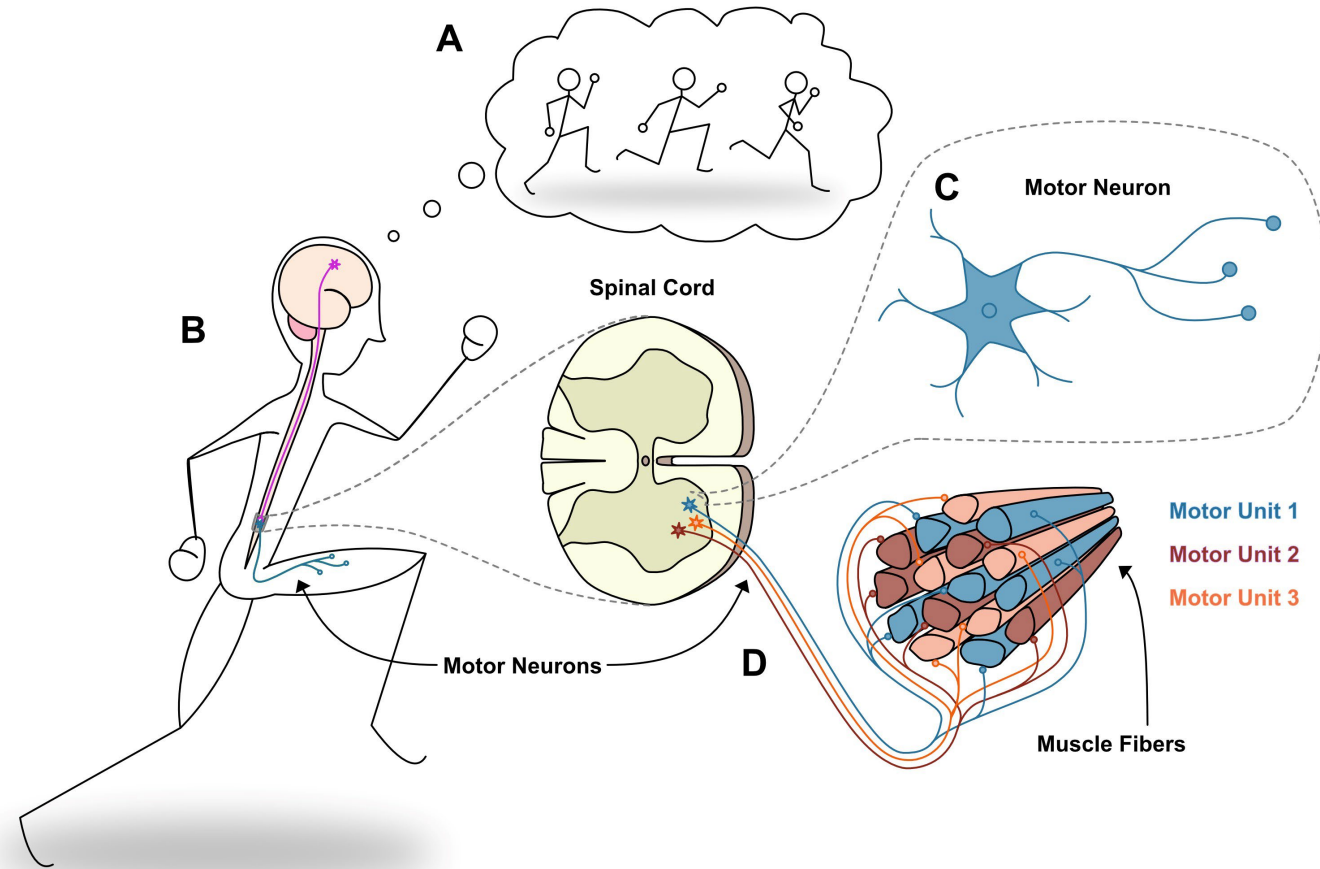 A
B
Spinal Cord
C
Motor Neuron
Motor Neurons
D
Motor Unit 1
Motor Unit 2
Motor Unit 3
Muscle Fibers